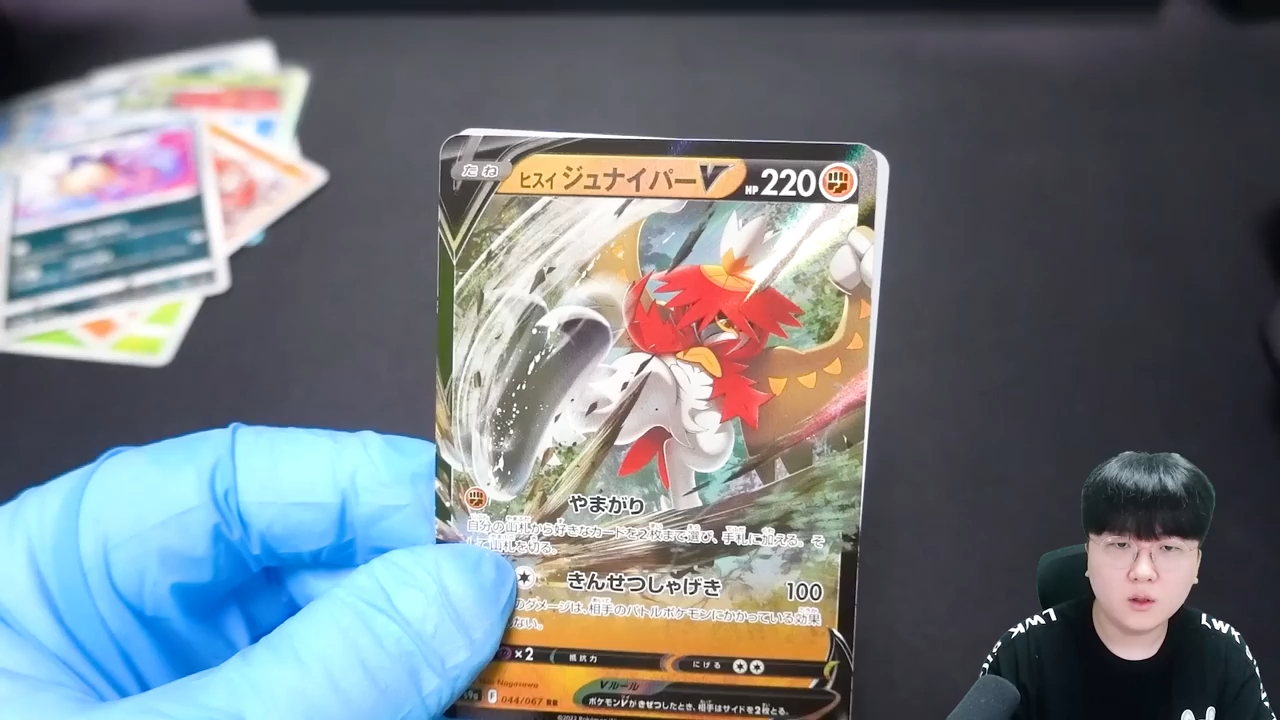 たね ヒスイ ジュナイパーV HP 220
やまがり
自分の山札から好きなカードを2枚まで選び、手札に加える。そ
して山札を切る。
きんせつしゃげき 100
のダメージは、相手のバトルポケモンにかかっている効果
ない。
×2 抵抗力 にげる
Nagasawa
Vルール
S9a F 044/067 RR
ポケモンVがきぜつしたとき、相手はサイドを2枚とる。
LWK